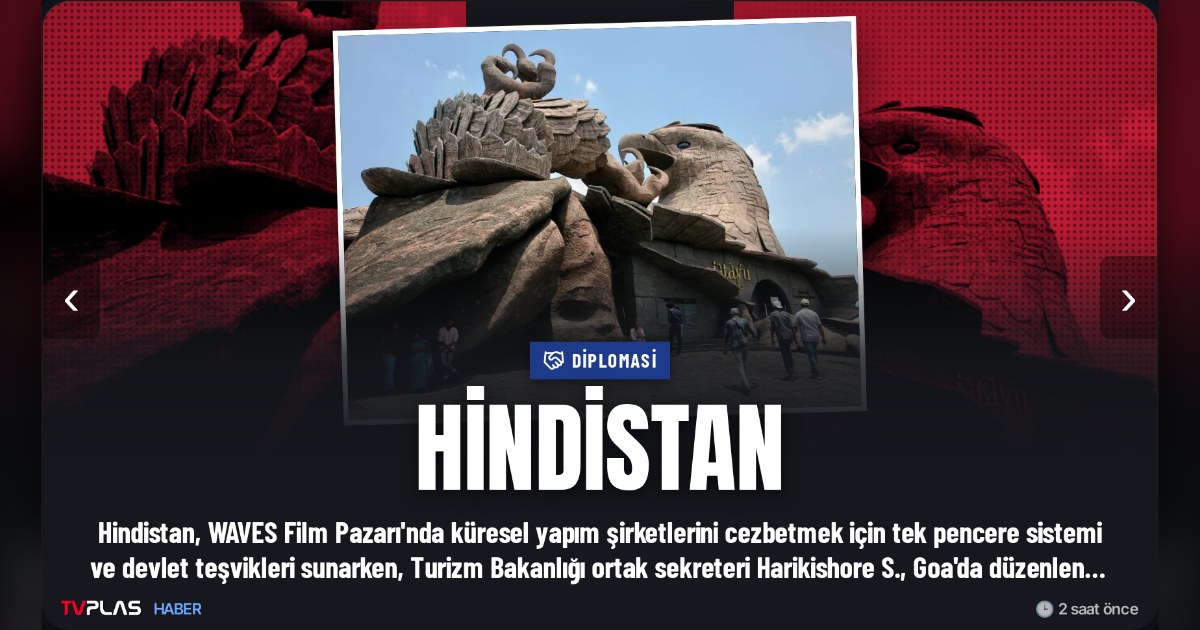 Jatayu
DİPLOMASİ
HİNDİSTAN
Hindistan, WAVES Film Pazarı'nda küresel yapım şirketlerini cezbetmek için tek pencere sistemi
ve devlet teşvikleri sunarken, Turizm Bakanlığı ortak sekreteri Harikishore S., Goa'da düzenlen...
TVPLAS HABER
2 saat önce